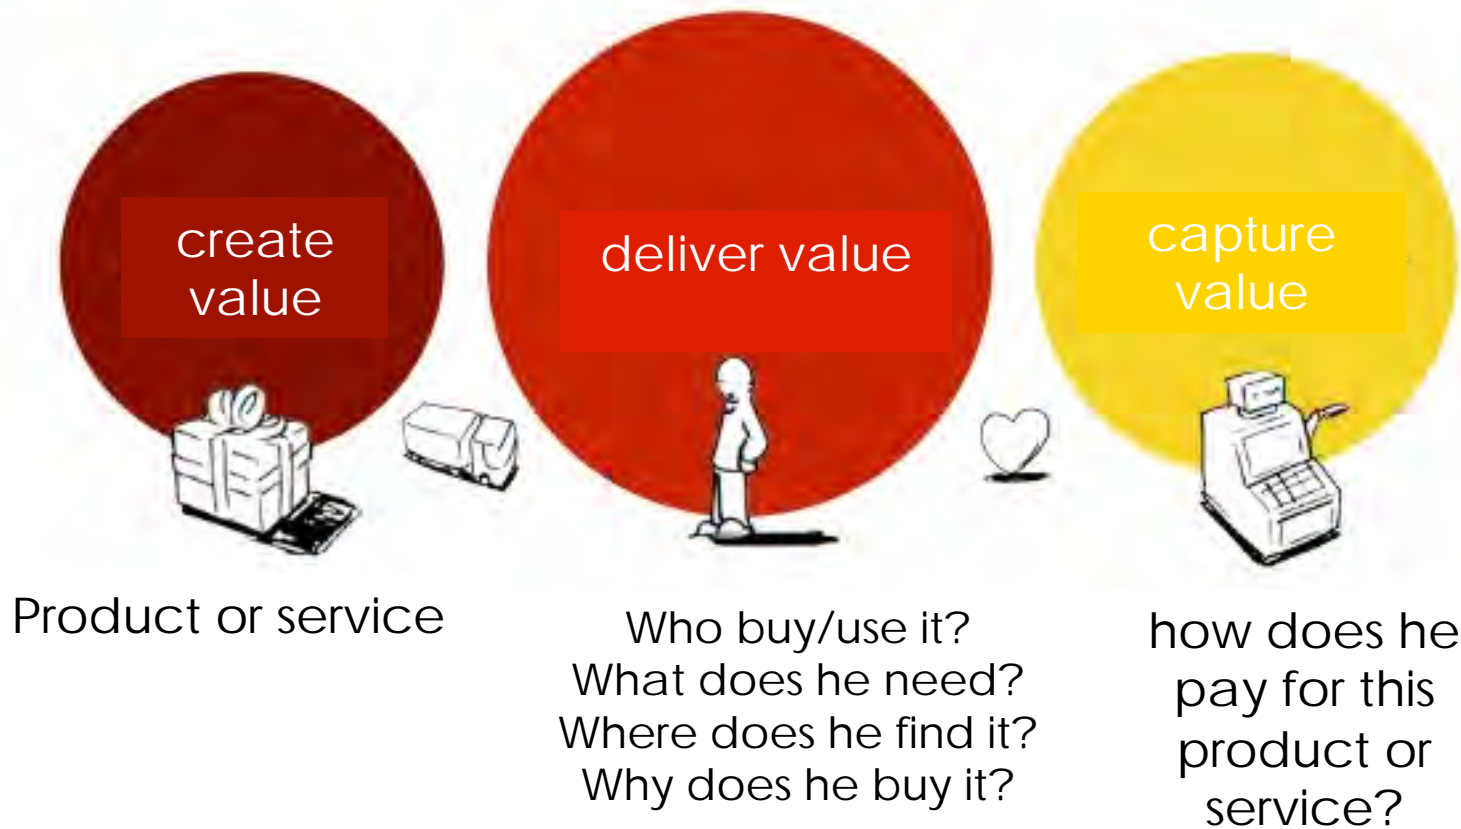 create
value
deliver value
capture
value
Product or service
Who buy/use it?
What does he need?
Where does he find it?
Why does he buy it?
how does he
pay for this
product or
service?